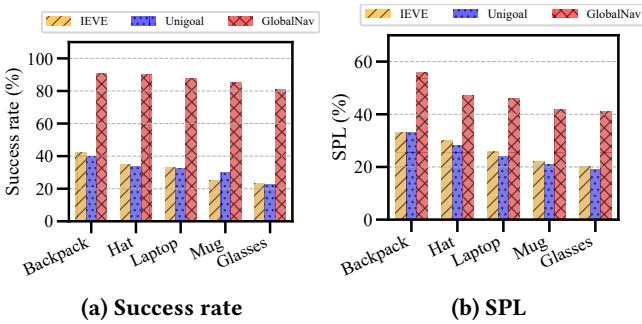 IEVE Unigoal GlobalNav
Success rate (%)
100
80
60
40
20
0
Backpack Hat Laptop Mug Glasses
(a) Success rate
IEVE Unigoal GlobalNav
SPL (%)
60
40
20
0
Backpack Hat Laptop Mug Glasses
(b) SPL